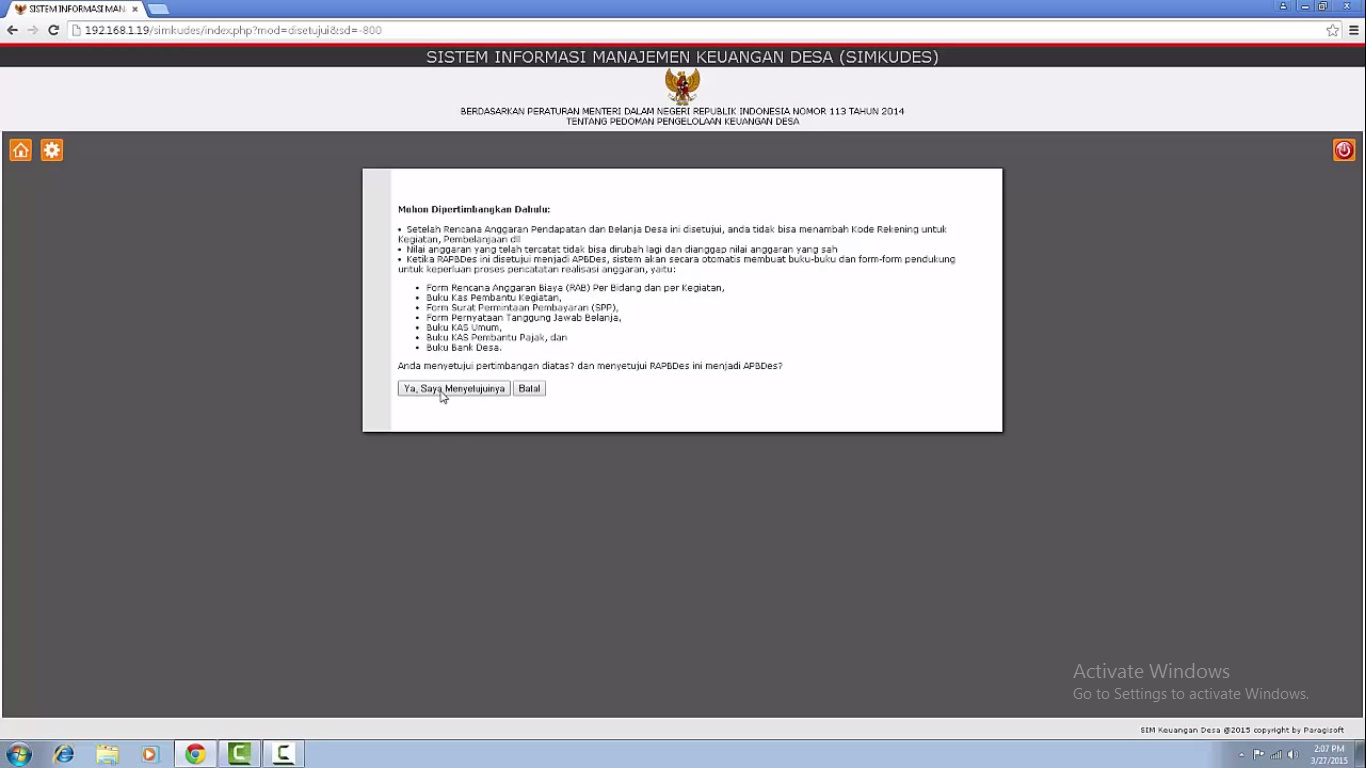 SISTEM INFORMASI MAN
192.168.1.19/simkudes/index.php?mod=disetujui&sd=-800
SISTEM INFORMASI MANAJEMEN KEUANGAN DESA (SIMKUDES)
BERDASARKAN PERATURAN MENTERI DALAM NEGERI REPUBLIK INDONESIA NOMOR 113 TAHUN 2014
TENTANG PEDOMAN PENGELOLAAN KEUANGAN DESA
Mohon Dipertimbangkan Dahulu:
• Setelah Rencana Anggaran Pendapatan dan Belanja Desa ini disetujui, anda tidak bisa menambah Kode Rekening untuk
Kegiatan, Pembelanjaan dll
• Nilai anggaran yang telah tercatat tidak bisa dirubah lagi dan dianggap nilai anggaran yang sah
• Ketika RAPBDes ini disetujui menjadi APBDes, sistem akan secara otomatis membuat buku-buku dan form-form pendukung
untuk keperluan proses pencatatan realisasi anggaran, yaitu:
• Form Rencana Anggaran Biaya (RAB) Per Bidang dan per Kegiatan,
• Buku Kas Pembantu Kegiatan,
• Form Surat Permintaan Pembayaran (SPP),
• Form Pernyataan Tanggung Jawab Belanja,
• Buku KAS Umum,
• Buku KAS Pembantu Pajak, dan
• Buku Bank Desa.
Anda menyetujui pertimbangan diatas? dan menyetujui RAPBDes ini menjadi APBDes?
Ya, Saya Menyetujuinya Batal
Activate Windows
Go to Settings to activate Windows.
SIM Keuangan Desa @2015 copyright by Paragisoft
2:07 PM
3/27/2015